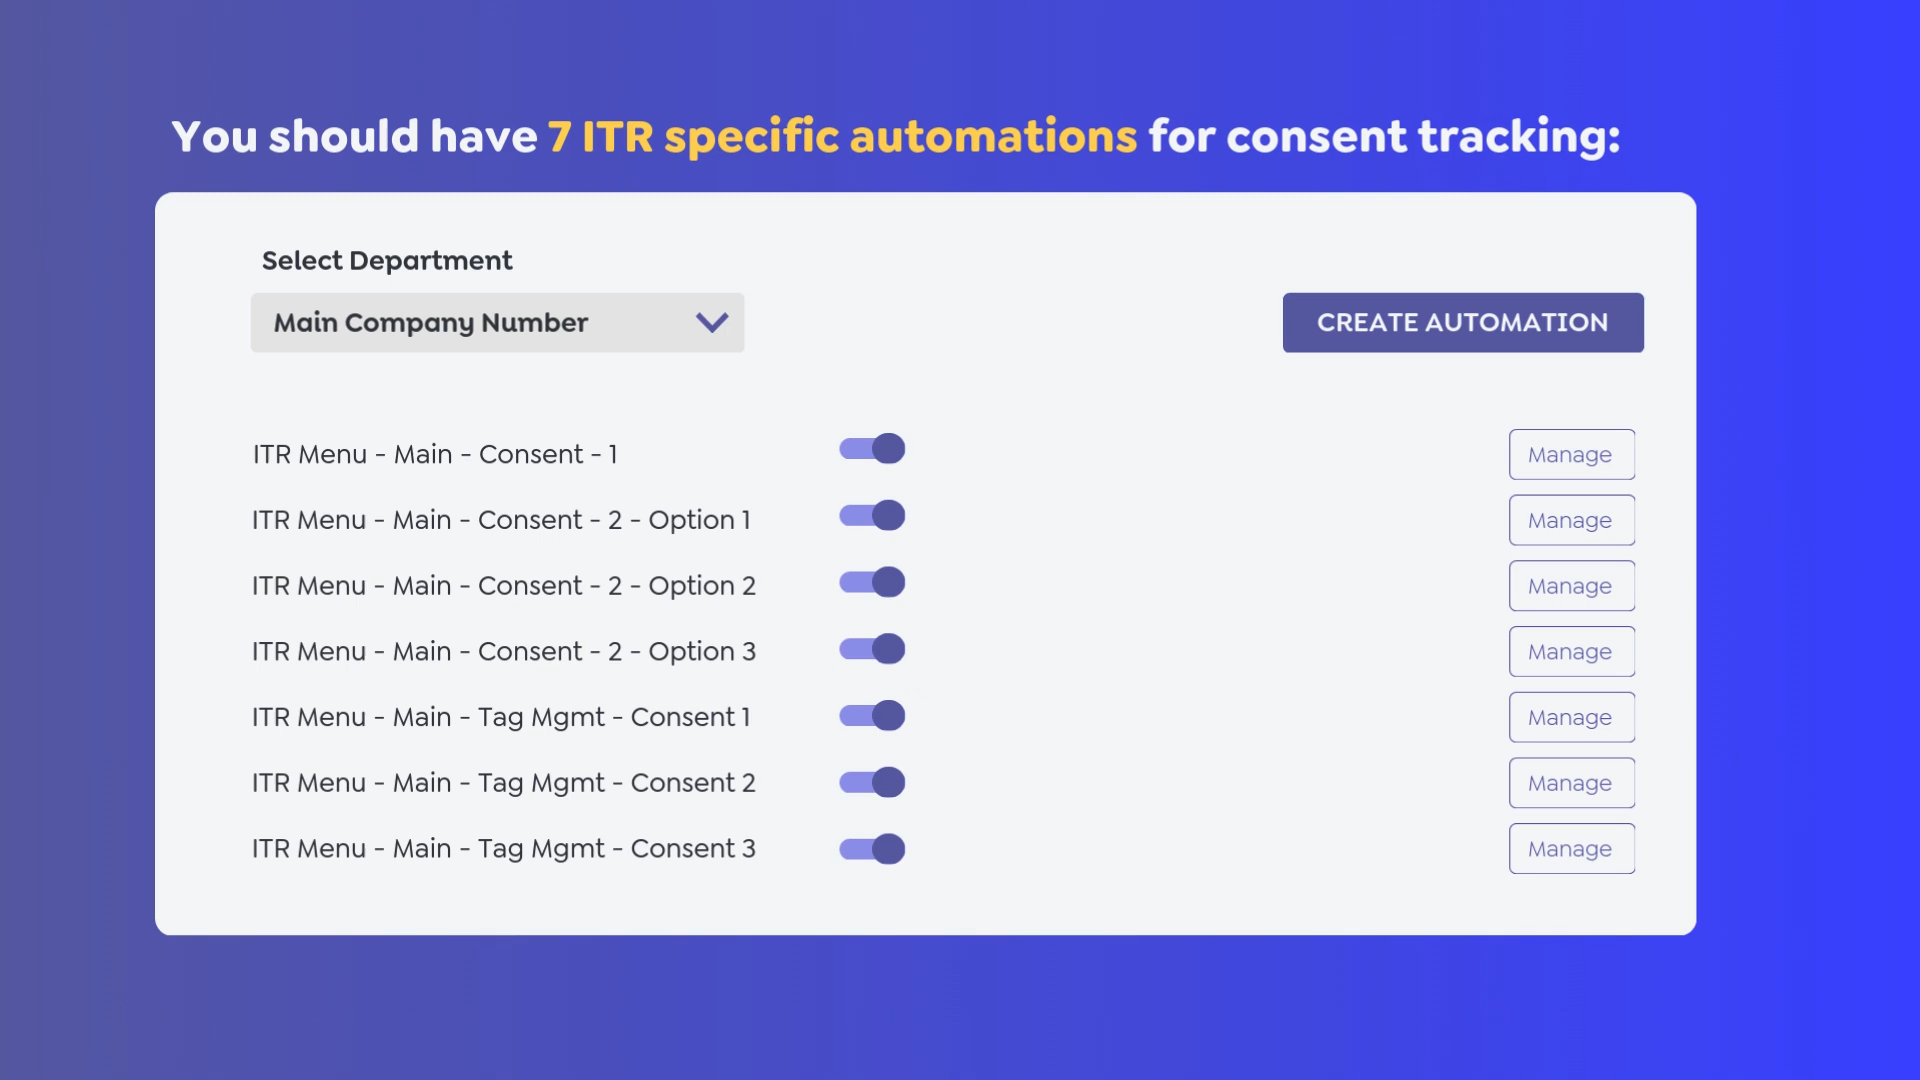 You should have 7 ITR specific automations for consent tracking:
Select Department
Main Company Number
CREATE AUTOMATION
ITR Menu - Main - Consent - 1
Manage
ITR Menu - Main - Consent - 2 - Option 1
Manage
ITR Menu - Main - Consent - 2 - Option 2
Manage
ITR Menu - Main - Consent - 2 - Option 3
Manage
ITR Menu - Main - Tag Mgmt - Consent 1
Manage
ITR Menu - Main - Tag Mgmt - Consent 2
Manage
ITR Menu - Main - Tag Mgmt - Consent 3
Manage